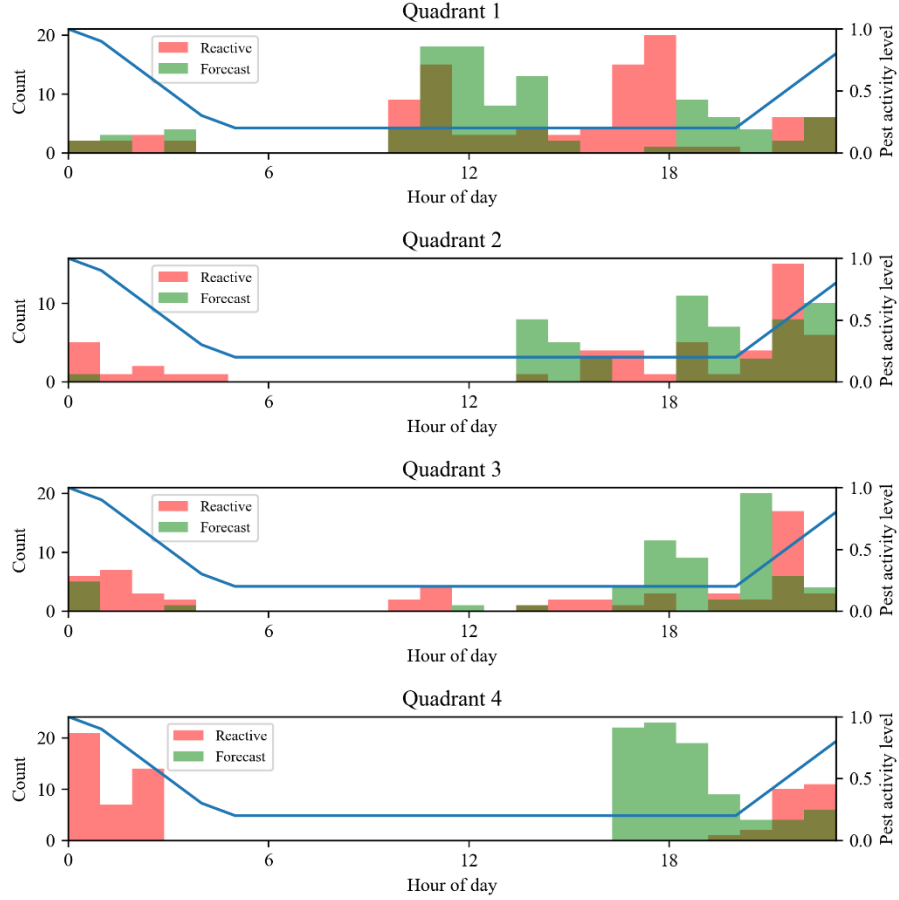 Quadrant 1
20
10
0
Count
Reactive
Forecast
1.0
0.5
0.0
Pest activity level
0 6 12 18
Hour of day
Quadrant 2
10
0
Count
Reactive
Forecast
1.0
0.5
0.0
Pest activity level
0 6 12 18
Hour of day
Quadrant 3
20
10
0
Count
Reactive
Forecast
1.0
0.5
0.0
Pest activity level
0 6 12 18
Hour of day
Quadrant 4
20
10
0
Count
Reactive
Forecast
1.0
0.5
0.0
Pest activity level
0 6 12 18
Hour of day